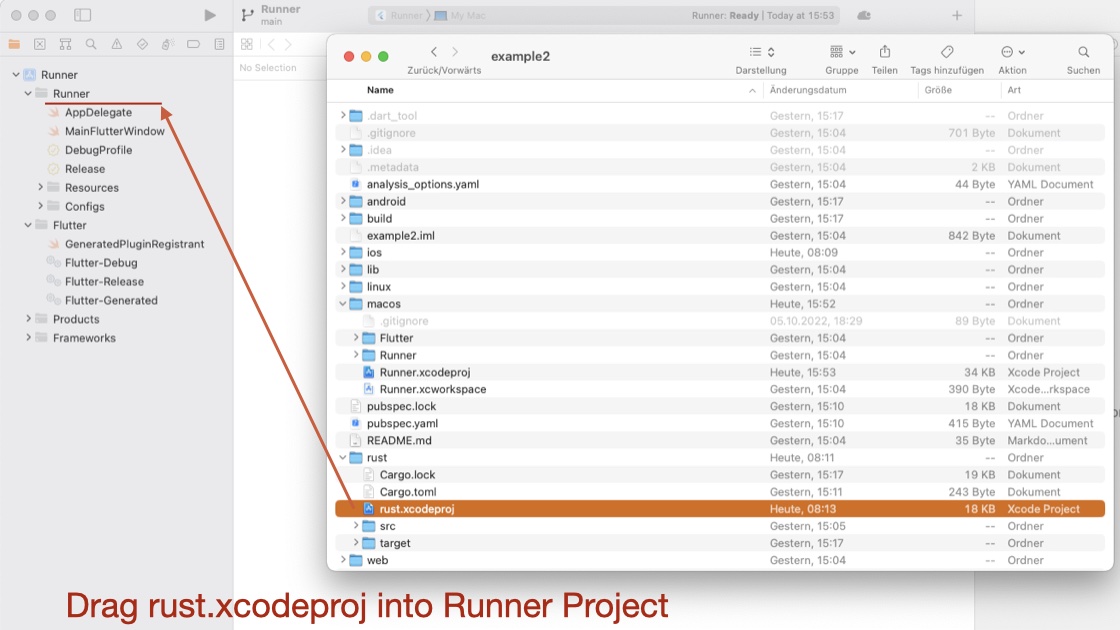 Runner
main
Runner
My Mac
Runner: Ready | Today at 15:53
No Selection
Runner
Runner
AppDelegate
MainFlutterWindow
DebugProfile
Release
Resources
Configs
Flutter
GeneratedPluginRegistrant
Flutter-Debug
Flutter-Release
Flutter-Generated
Products
Frameworks
example2
Zurück/Vorwärts
Darstellung
Gruppe
Teilen
Tags hinzufügen
Aktion
Suchen
Name Änderungsdatum Größe Art
.dart_tool Gestern, 15:17 -- Ordner
.gitignore Gestern, 15:04 701 Byte Dokument
.idea Gestern, 15:04 -- Ordner
.metadata Gestern, 15:04 2 KB Dokument
analysis_options.yaml Gestern, 15:04 44 Byte YAML Document
android Gestern, 15:17 -- Ordner
build Gestern, 15:17 -- Ordner
example2.iml Gestern, 15:04 842 Byte Dokument
ios Heute, 08:09 -- Ordner
lib Gestern, 15:04 -- Ordner
linux Gestern, 15:04 -- Ordner
macos Heute, 15:52 -- Ordner
.gitignore 05.10.2022, 18:29 89 Byte Dokument
Flutter Gestern, 15:04 -- Ordner
Runner Gestern, 15:04 -- Ordner
Runner.xcodeproj Heute, 15:53 34 KB Xcode Project
Runner.xcworkspace Gestern, 15:04 390 Byte Xcode...rkspace
pubspec.lock Gestern, 15:10 18 KB Dokument
pubspec.yaml Gestern, 15:10 415 Byte YAML Document
README.md Gestern, 15:04 35 Byte Markdo...ument
rust Heute, 08:11 -- Ordner
Cargo.lock Gestern, 15:17 19 KB Dokument
Cargo.toml Gestern, 15:11 243 Byte Dokument
rust.xcodeproj Heute, 08:13 18 KB Xcode Project
src Gestern, 15:05 -- Ordner
target Gestern, 15:17 -- Ordner
web Gestern, 15:04 -- Ordner
Drag rust.xcodeproj into Runner Project